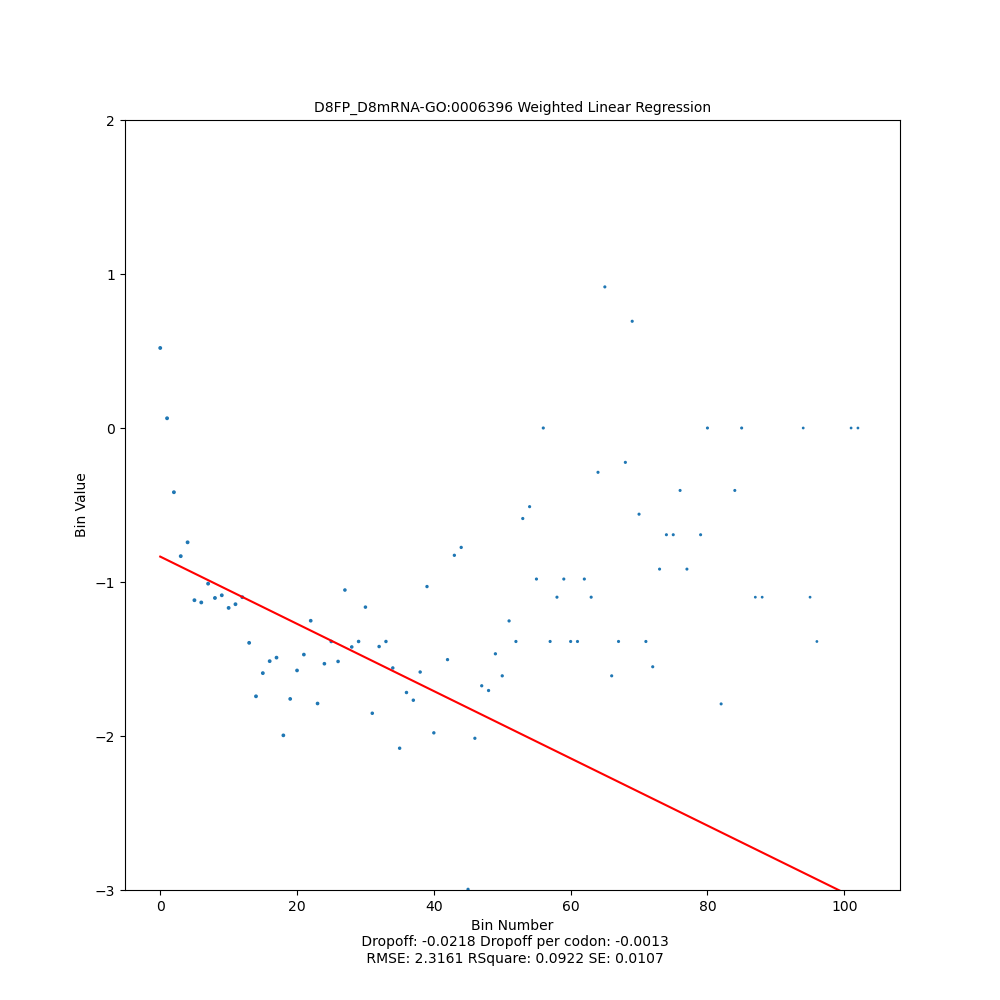 D8FP_D8mRNA-GO:0006396 Weighted Linear Regression
2
1
0
−1
−2
−3
Bin Value
0 20 40 60 80 100
Bin Number
Dropoff: -0.0218 Dropoff per codon: -0.0013
RMSE: 2.3161 RSquare: 0.0922 SE: 0.0107